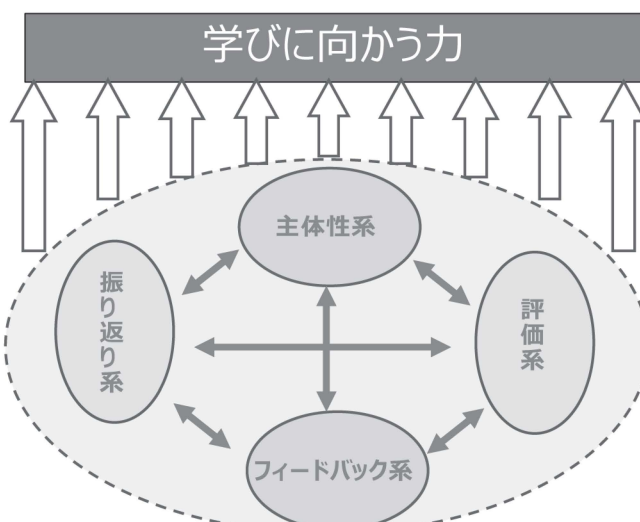 学びに向かう力
主体性系
振り返り系
評価系
フィードバック系